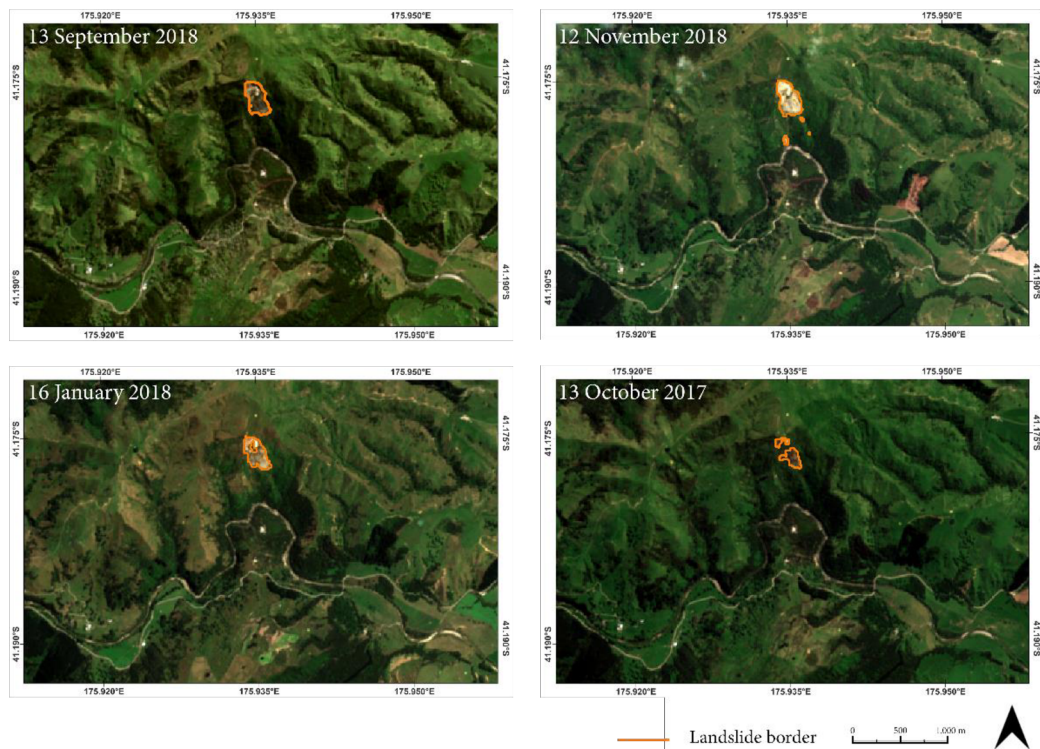 175.920°E 175.935°E 175.950°E
13 September 2018
41.175°S
41.175°S
41.190°S
41.190°S
175.920°E 175.935°E 175.950°E
175.920°E 175.935°E 175.950°E
12 November 2018
41.175°S
41.175°S
41.190°S
41.190°S
175.920°E 175.935°E 175.950°E
175.920°E 175.935°E 175.950°E
16 January 2018
41.175°S
41.175°S
41.190°S
41.190°S
175.920°E 175.935°E 175.950°E
175.920°E 175.935°E 175.950°E
13 October 2017
41.175°S
41.175°S
41.190°S
41.190°S
175.920°E 175.935°E 175.950°E
Landslide border
0 500 1,000 m